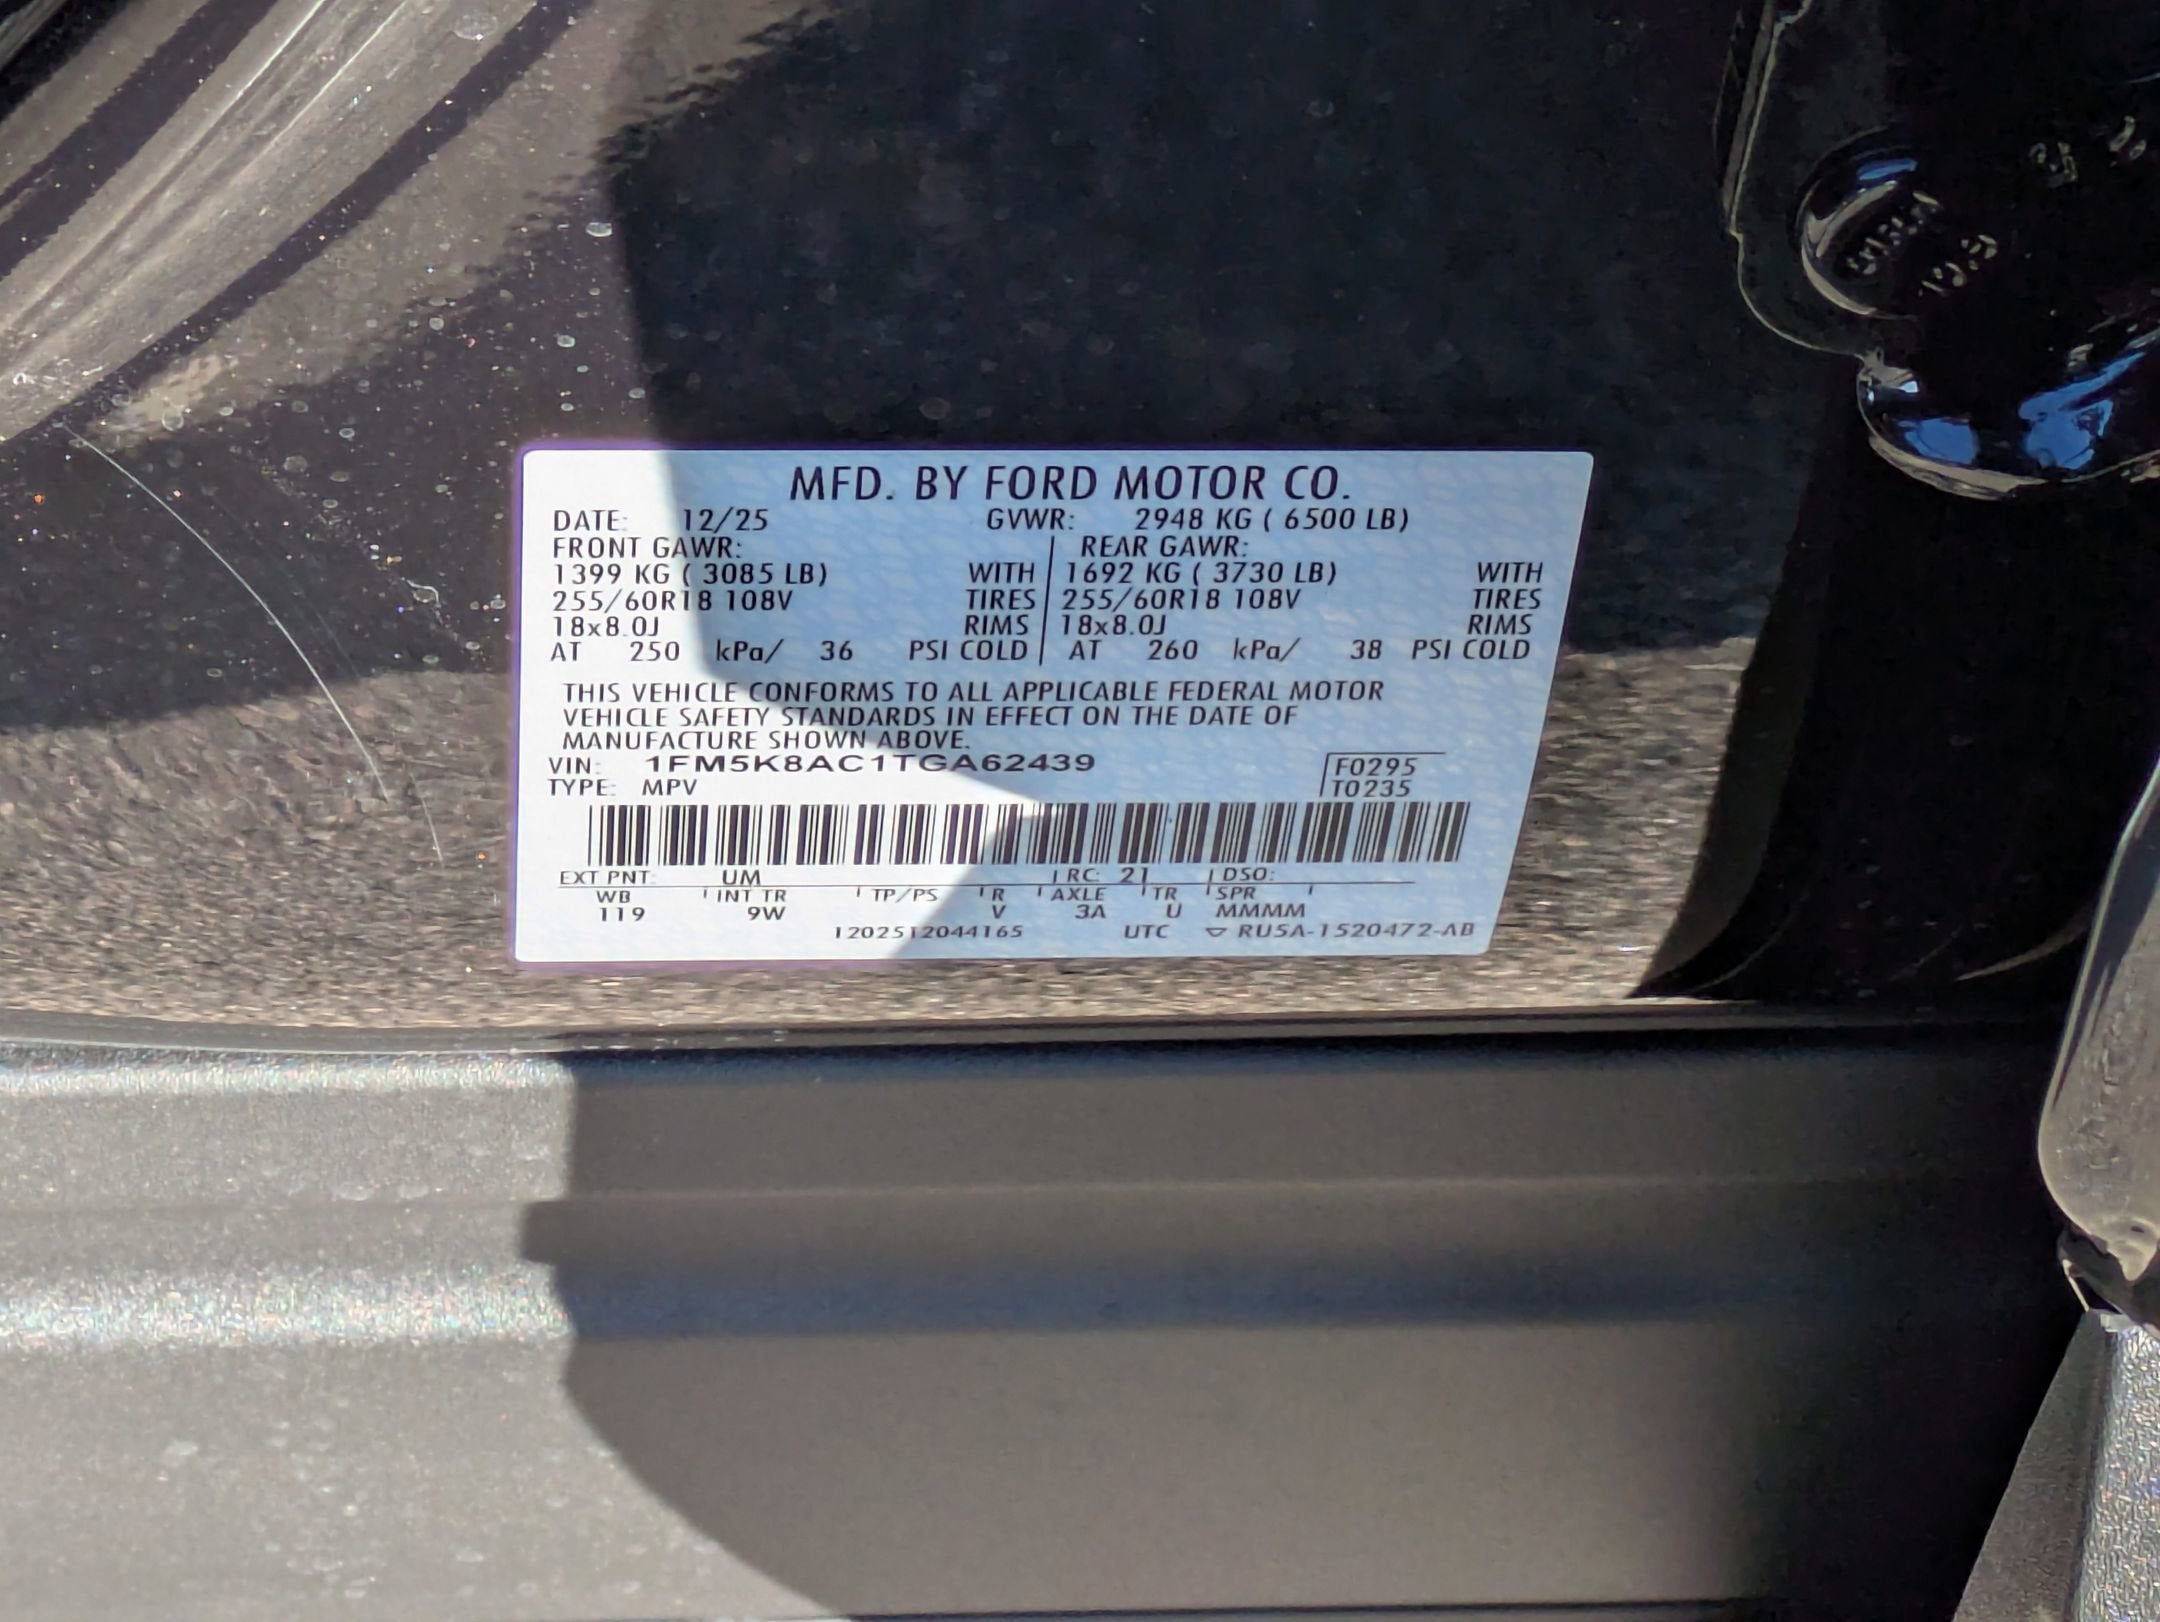 MFD. BY FORD MOTOR CO.
DATE: 12/25 GVWR: 2948 KG ( 6500 LB)
FRONT GAWR: REAR GAWR:
1399 KG ( 3085 LB) WITH 1692 KG ( 3730 LB) WITH
255/60R18 108V TIRES 255/60R18 108V TIRES
18x8.0J RIMS 18x8.0J RIMS
AT 250 kPa/ 36 PSI COLD AT 260 kPa/ 38 PSI COLD
THIS VEHICLE CONFORMS TO ALL APPLICABLE FEDERAL MOTOR
VEHICLE SAFETY STANDARDS IN EFFECT ON THE DATE OF
MANUFACTURE SHOWN ABOVE.
VIN: 1FM5K8AC1TGA62439 F0295
TYPE: MPV T0235
EXT PNT: UM RC: 21 DSO:
WB INT TR TP/PS R AXLE TR SPR
119 9W V 3A U MMMM
1202512044165 UTC RU5A-1520472-AB